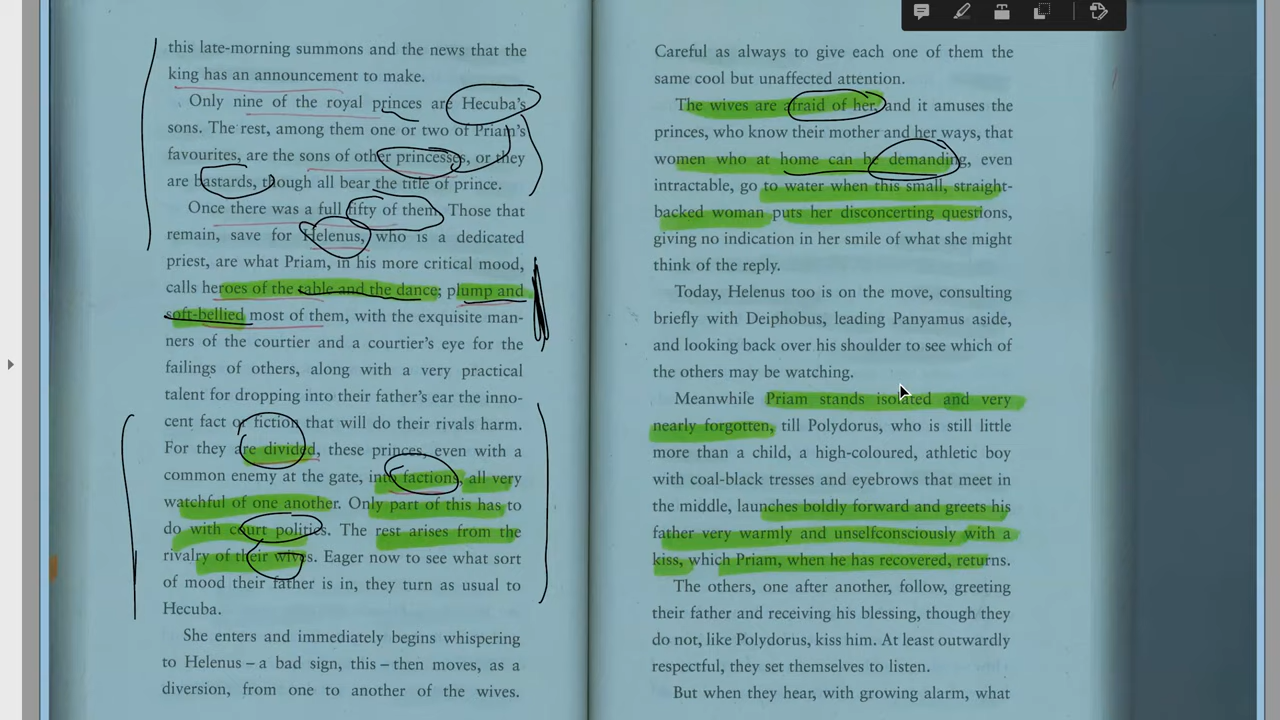 this late-morning summons and the news that the
king has an announcement to make.
Only nine of the royal princes are Hecuba's
sons. The rest, among them one or two of Priam's
favourites, are the sons of other princesses, or they
are bastards, though all bear the title of prince.
Once there was a full fifty of them. Those that
remain, save for Helenus, who is a dedicated
priest, are what Priam, in his more critical mood,
calls heroes of the table and the dance; plump and
soft-bellied most of them, with the exquisite man-
ners of the courtier and a courtier's eye for the
failings of others, along with a very practical
talent for dropping into their father's ear the inno-
cent fact or fiction that will do their rivals harm.
For they are divided, these princes, even with a
common enemy at the gate, into factions, all very
watchful of one another. Only part of this has to
do with court politics. The rest arises from the
rivalry of their wives. Eager now to see what sort
of mood their father is in, they turn as usual to
Hecuba.
She enters and immediately begins whispering
to Helenus – a bad sign, this – then moves, as a
diversion, from one to another of the wives.
Careful as always to give each one of them the
same cool but unaffected attention.
The wives are afraid of her, and it amuses the
princes, who know their mother and her ways, that
women who at home can be demanding, even
intractable, go to water when this small, straight-
backed woman puts her disconcerting questions,
giving no indication in her smile of what she might
think of the reply.
Today, Helenus too is on the move, consulting
briefly with Deiphobus, leading Panyamus aside,
and looking back over his shoulder to see which of
the others may be watching.
Meanwhile Priam stands isolated and very
nearly forgotten, till Polydorus, who is still little
more than a child, a high-coloured, athletic boy
with coal-black tresses and eyebrows that meet in
the middle, launches boldly forward and greets his
father very warmly and unselfconsciously with a
kiss, which Priam, when he has recovered, returns.
The others, one after another, follow, greeting
their father and receiving his blessing, though they
do not, like Polydorus, kiss him. At least outwardly
respectful, they set themselves to listen.
But when they hear, with growing alarm, what